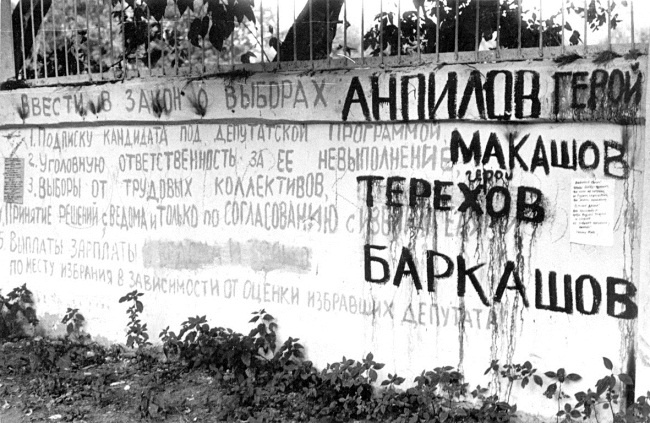 ВВЕСТИ В ЗАКОН О ВЫБОРАХ
1. ПОДПИСКУ КАНДИДАТА ПОД ДЕПУТАТСКОЙ ПРОГРАММОЙ
2. УГОЛОВНУЮ ОТВЕТСТВЕННОСТЬ ЗА ЕЕ НЕВЫПОЛНЕНИЕ
3. ВЫБОРЫ ОТ ТРУДОВЫХ КОЛЛЕКТИВОВ
ПРИНЯТИЕ РЕШЕНИЙ С ВЕДОМА И ТОЛЬКО ПО СОГЛАСОВАНИЮ С
5 ВЫПЛАТЫ ЗАРПЛАТЫ
ПО МЕСТУ ИЗБРАНИЯ В ЗАВИСИМОСТИ ОТ ОЦЕНКИ ИЗБРАВШИХ ДЕПУТАТА
АНПИЛОВ ГЕРОЙ
МАКАШОВ
ГЕРОЙ
ТЕРЕХОВ
БАРКАШОВ